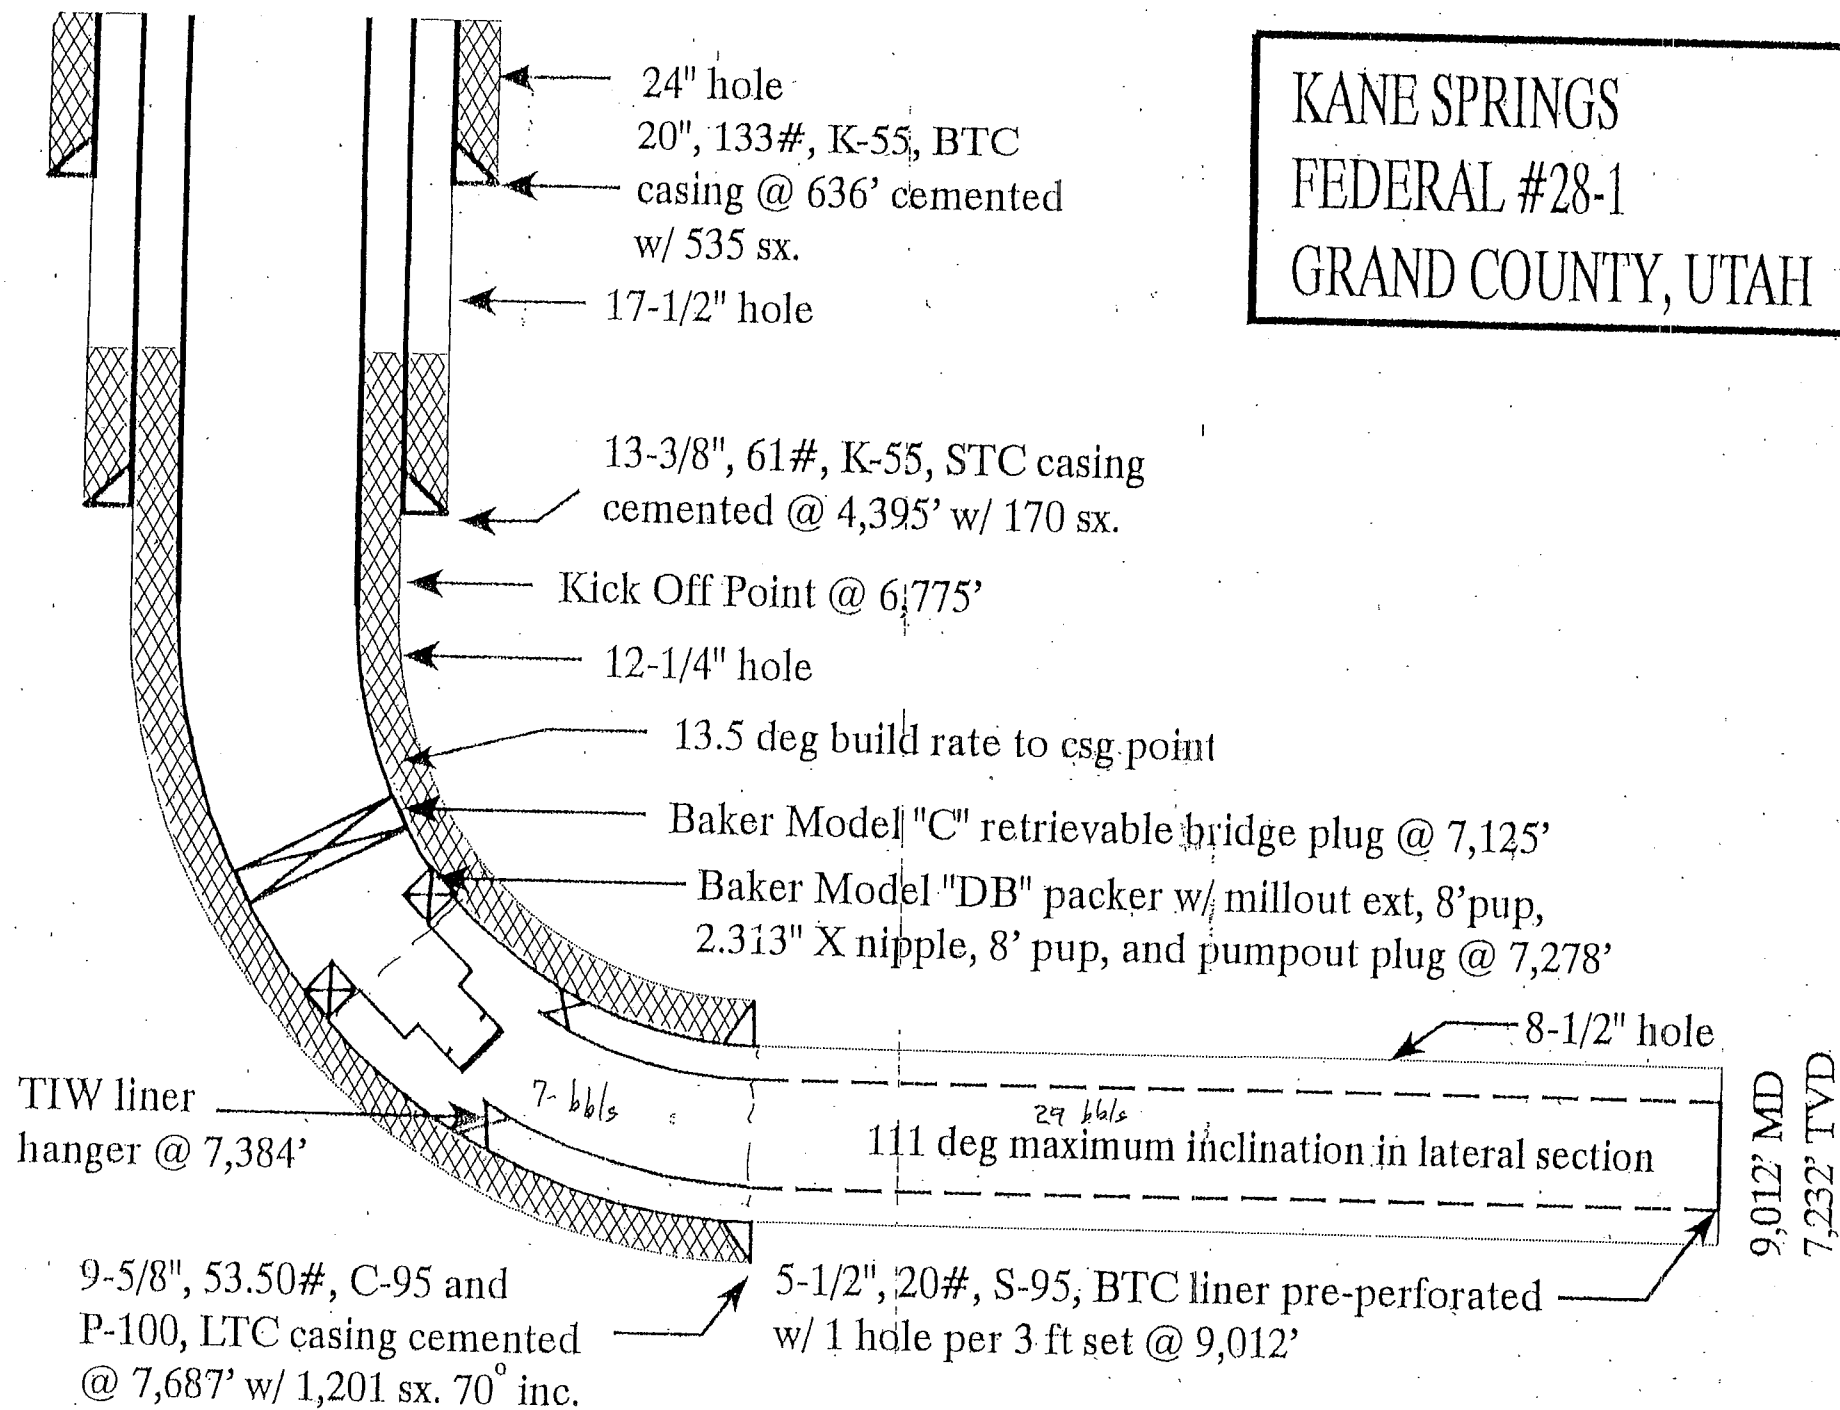 KANE SPRINGS
FEDERAL #28-1
GRAND COUNTY, UTAH
24" hole
20", 133#, K-55, BTC
casing @ 636' cemented
w/ 535 sx.
17-1/2" hole
13-3/8", 61#, K-55, STC casing
cemented @ 4,395' w/ 170 sx.
Kick Off Point @ 6,775'
12-1/4" hole
13.5 deg build rate to csg point
Baker Model "C" retrievable bridge plug @ 7,125'
Baker Model "DB" packer w/ millout ext, 8'pup,
2.313" X nipple, 8' pup, and pumpout plug @ 7,278'
8-1/2" hole
TIW liner
hanger @ 7,384'
7- bbls
29 bbls
111 deg maximum inclination in lateral section
9,012' MD
7,232' TVD
9-5/8", 53.50#, C-95 and
P-100, LTC casing cemented
@ 7,687' w/ 1,201 sx. 70° inc.
5-1/2", 20#, S-95, BTC liner pre-perforated
w/ 1 hole per 3 ft set @ 9,012'